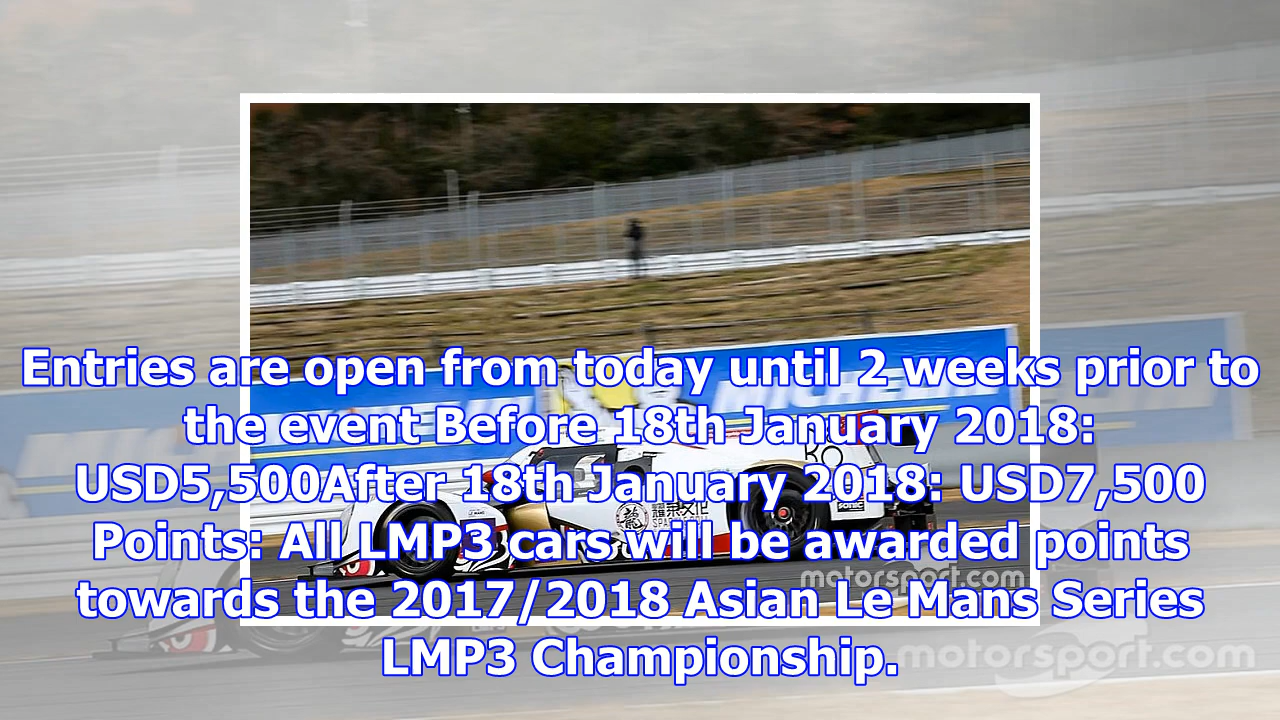 Entries are open from today until 2 weeks prior to
the event Before 18th January 2018:
USD5,500After 18th January 2018: USD7,500
Points: All LMP3 cars will be awarded points
towards the 2017/2018 Asian Le Mans Series
LMP3 Championship.
MICHELIN
motorsport.com
motorsport.com